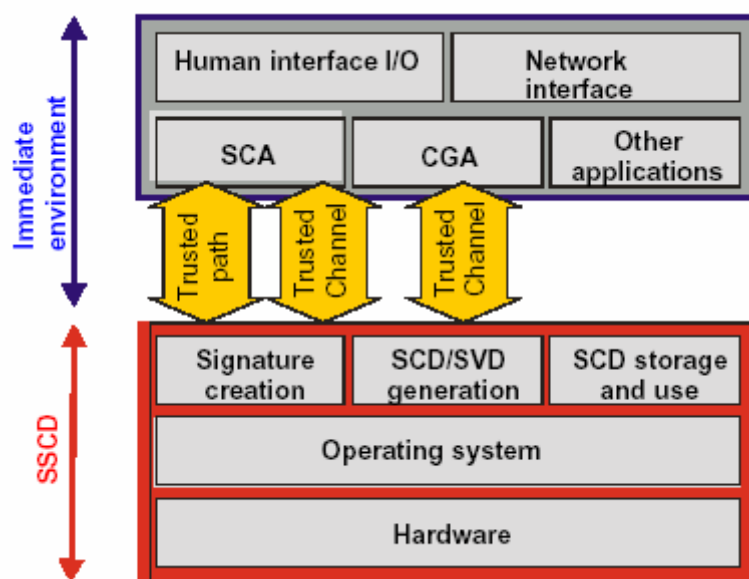 Immediate
environment
Human interface I/O
Network
interface
SCA
CGA
Other
applications
Trusted
path
Trusted
Channel
Trusted
Channel
SSCD
Signature
creation
SCD/SVD
generation
SCD storage
and use
Operating system
Hardware